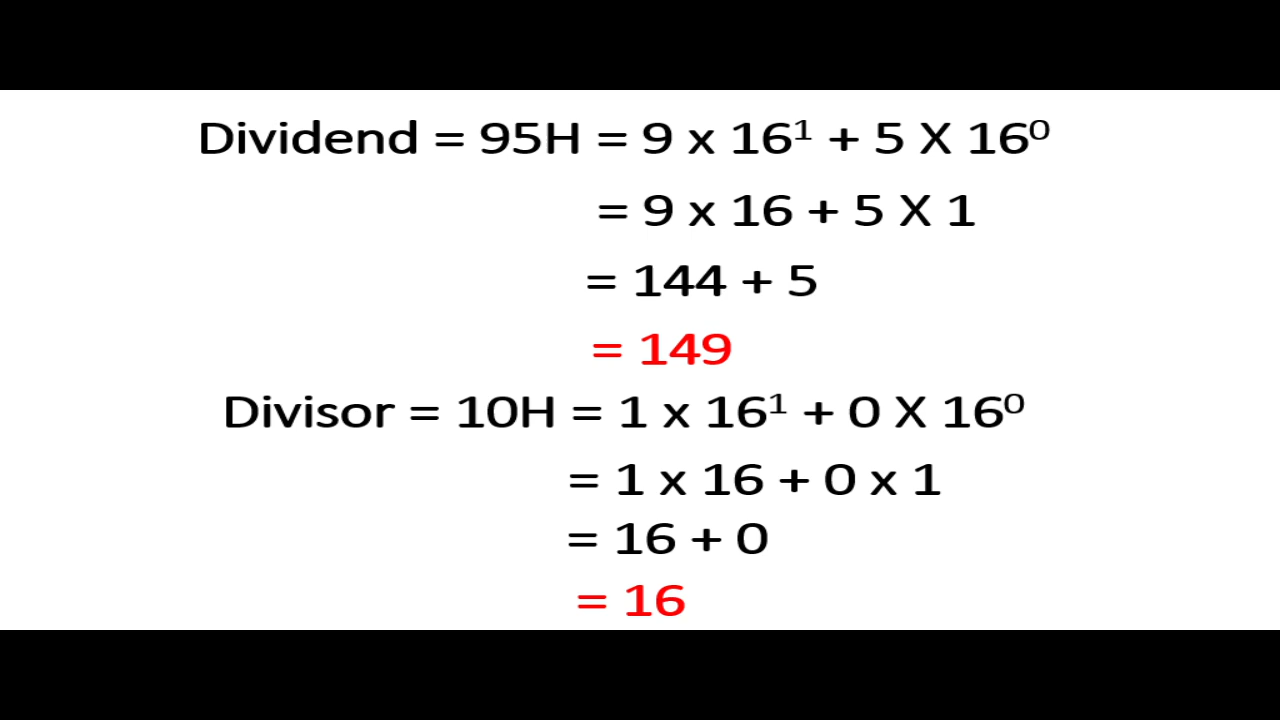 Dividend = 95H = 9 x 16¹ + 5 X 16⁰
= 9 x 16 + 5 X 1
= 144 + 5
= 149
Divisor = 10H = 1 x 16¹ + 0 X 16⁰
= 1 x 16 + 0 x 1
= 16 + 0
= 16